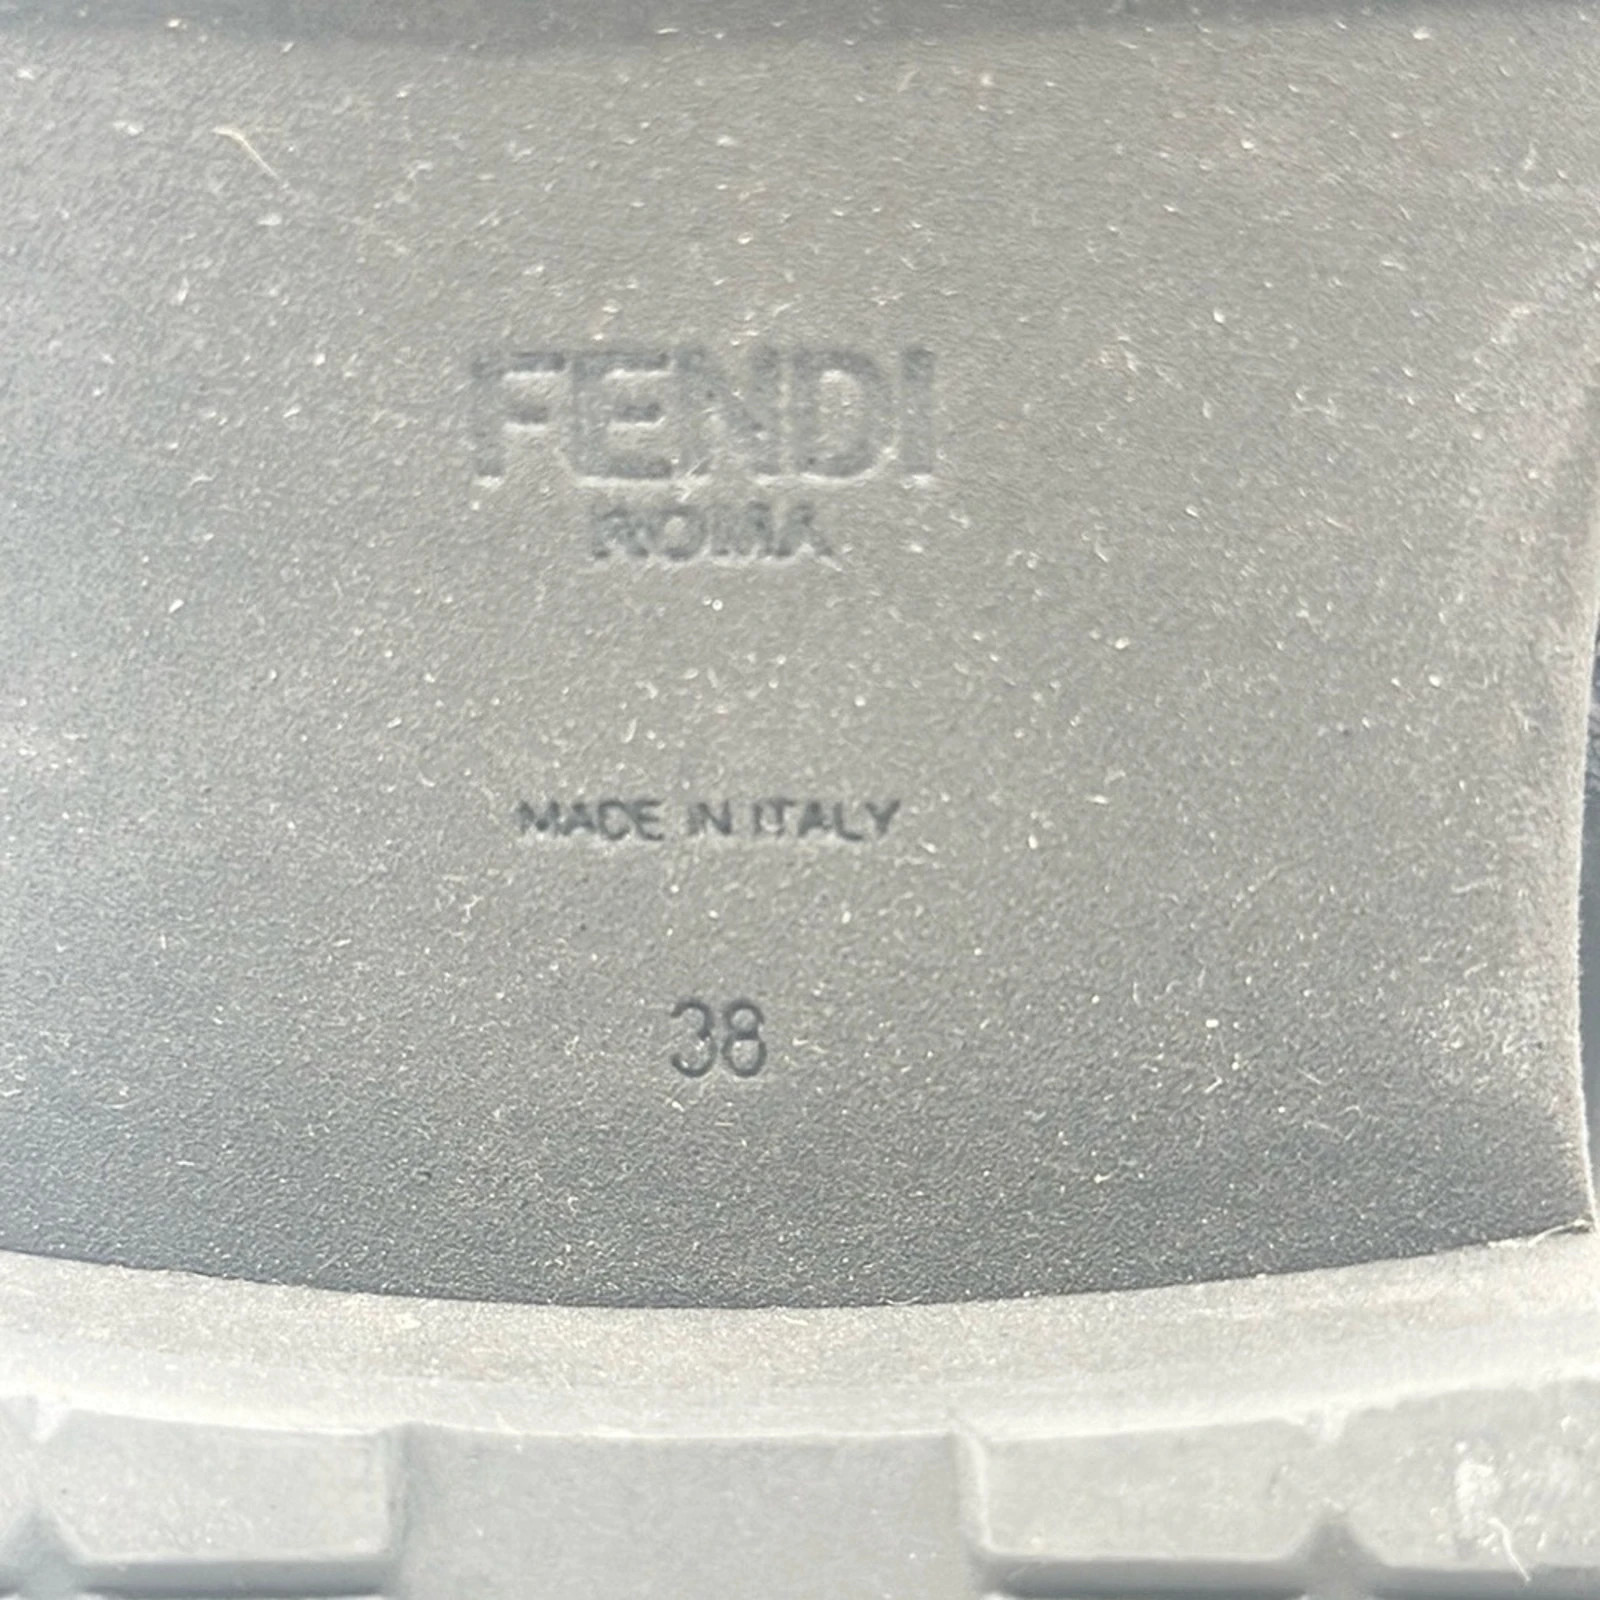 FENDI
ROMA
MADE IN ITALY
38